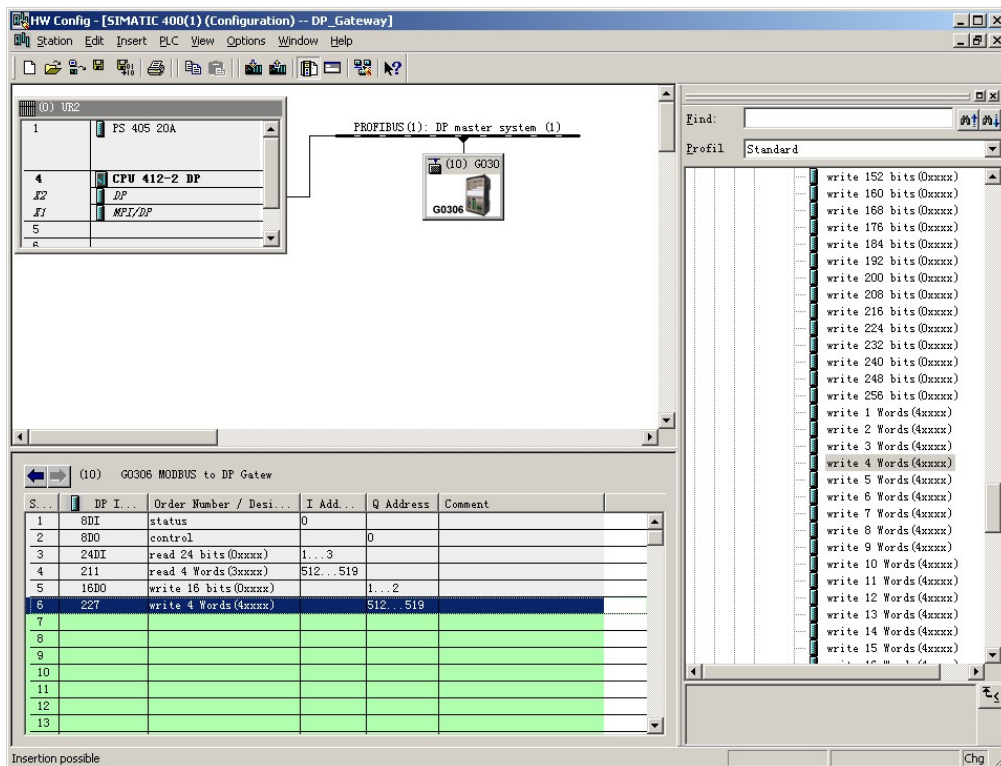 HW Config - [SIMATIC 400(1) (Configuration) -- DP_Gateway]
Station Edit Insert PLC View Options Window Help
(0) UR2
1 PS 405 20A
4 CPU 412-2 DP
X2 DP
X1 MPI/DP
5
6
PROFIBUS(1): DP master system (1)
(10) G030
G0306
(10) G0306 MODBUS to DP Gatew
S... DP I... Order Number / Desi... I Add... Q Address Comment
1 8DI status 0
2 8DO control 0
3 24DI read 24 bits(0xxxx) 1...3
4 211 read 4 Words(3xxxx) 512...519
5 16DO write 16 bits(0xxxx) 1...2
6 227 write 4 Words(4xxxx) 512...519
7
8
9
10
11
12
13
Find:
Profil Standard
write 152 bits(0xxxx)
write 160 bits(0xxxx)
write 168 bits(0xxxx)
write 176 bits(0xxxx)
write 184 bits(0xxxx)
write 192 bits(0xxxx)
write 200 bits(0xxxx)
write 208 bits(0xxxx)
write 216 bits(0xxxx)
write 224 bits(0xxxx)
write 232 bits(0xxxx)
write 240 bits(0xxxx)
write 248 bits(0xxxx)
write 256 bits(0xxxx)
write 1 Words(4xxxx)
write 2 Words(4xxxx)
write 3 Words(4xxxx)
write 4 Words(4xxxx)
write 5 Words(4xxxx)
write 6 Words(4xxxx)
write 7 Words(4xxxx)
write 8 Words(4xxxx)
write 9 Words(4xxxx)
write 10 Words(4xxxx)
write 11 Words(4xxxx)
write 12 Words(4xxxx)
write 13 Words(4xxxx)
write 14 Words(4xxxx)
write 15 Words(4xxxx)
Insertion possible
Chg